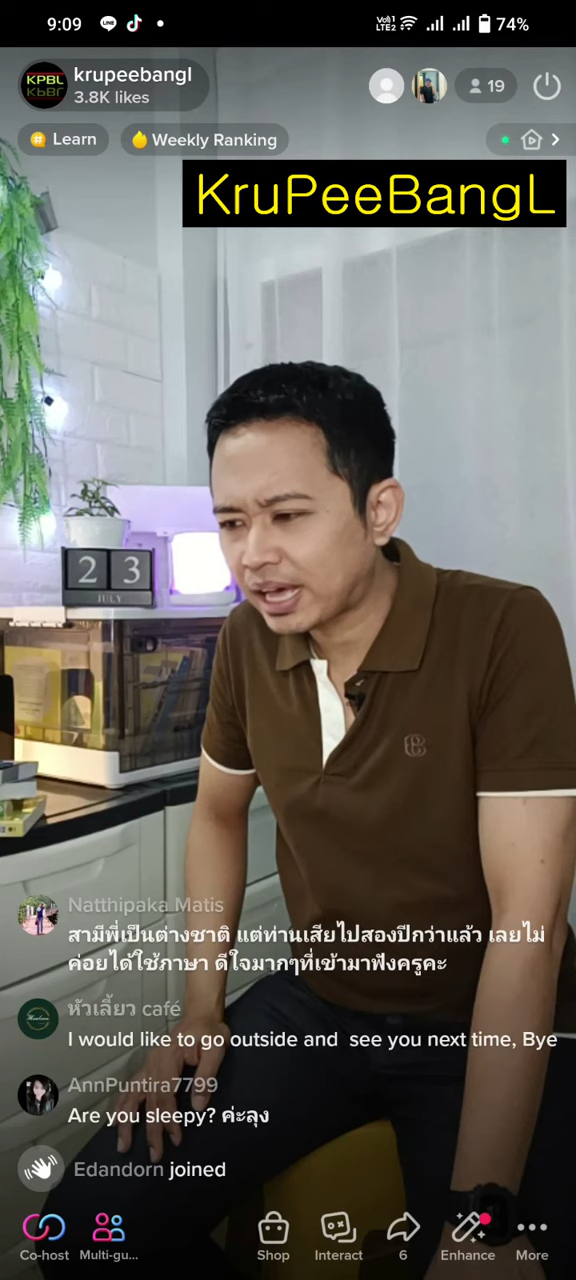 9:09
LINE
Vo))1
LTE2
74%
KPBL
krupeebangl
3.8K likes
19
Learn
Weekly Ranking
KruPeeBangL
2 3
JULY
Natthipaka Matis
สามีพี่เป็นต่างชาติ แต่ท่านเสียไปสองปีกว่าแล้ว เลยไม่
ค่อยได้ใช้ภาษา ดีใจมากๆที่เข้ามาฟังครูคะ
หัวเลี้ยว café
I would like to go outside and  see you next time, Bye
AnnPuntira7799
Are you sleepy? ค่ะลุง
Edandorn joined
Co-host
Multi-gu...
Shop
Interact
6
Enhance
More